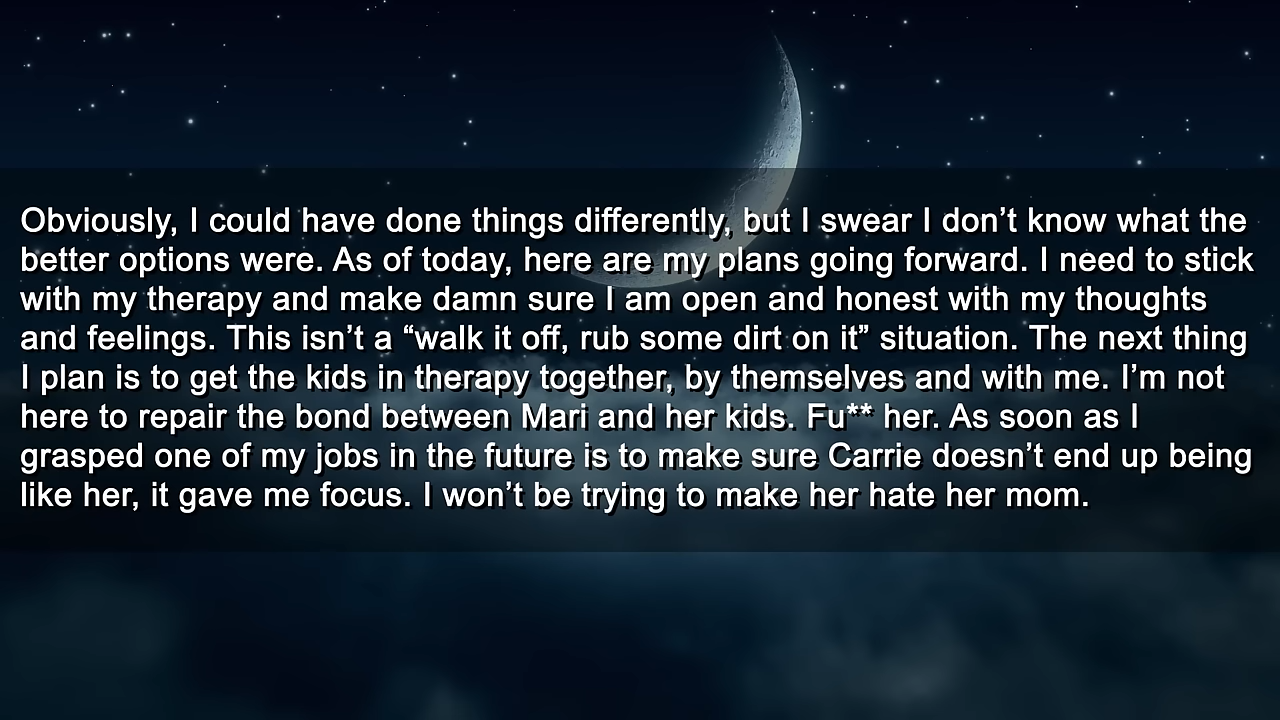 Obviously, I could have done things differently, but I swear I don’t know what the
better options were. As of today, here are my plans going forward. I need to stick
with my therapy and make damn sure I am open and honest with my thoughts
and feelings. This isn’t a “walk it off, rub some dirt on it” situation. The next thing
I plan is to get the kids in therapy together, by themselves and with me. I’m not
here to repair the bond between Mari and her kids. Fu** her. As soon as I
grasped one of my jobs in the future is to make sure Carrie doesn’t end up being
like her, it gave me focus. I won’t be trying to make her hate her mom.